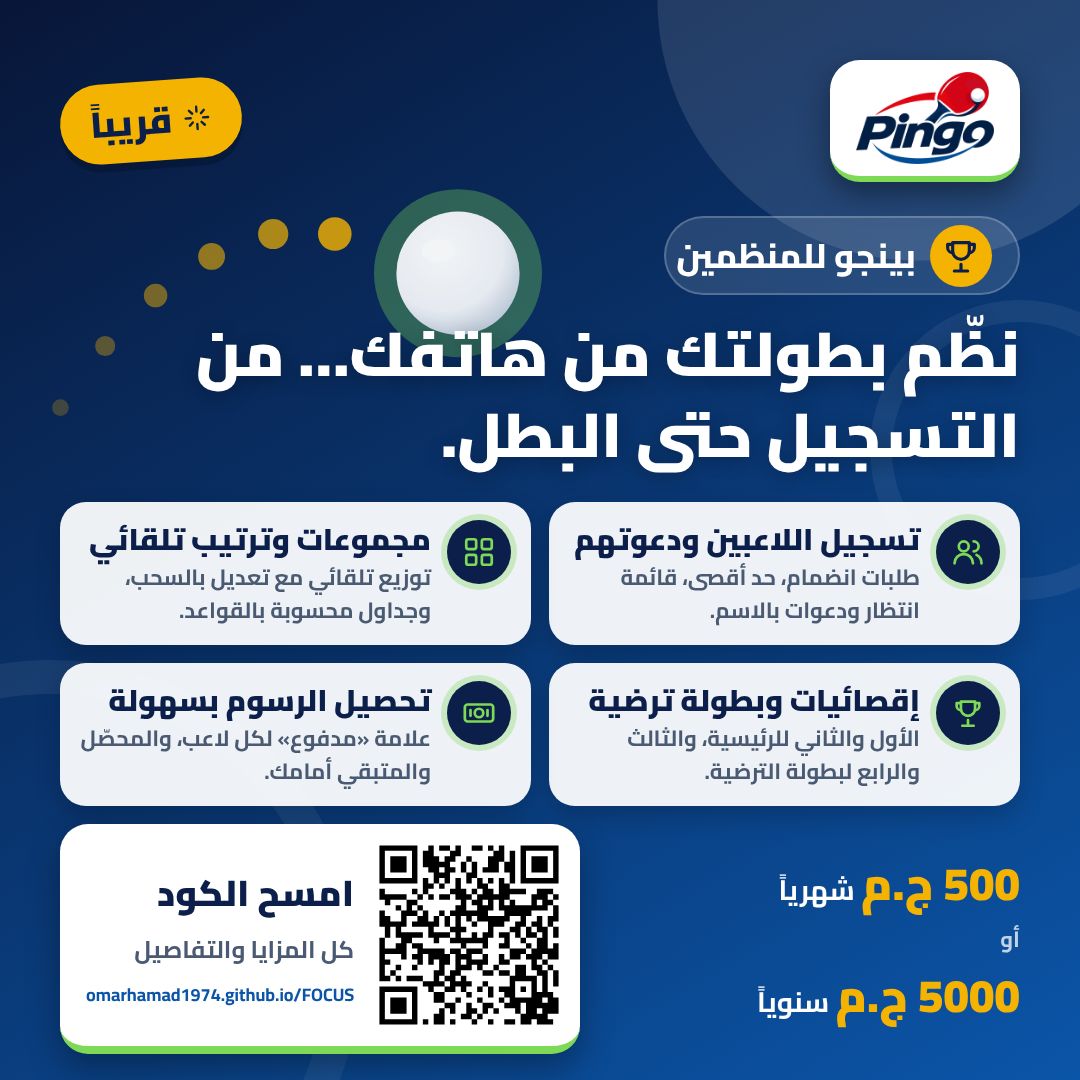 Pingo
قريباً
بينجو للمنظمين
نظّم بطولتك من هاتفك... من
التسجيل حتى البطل.
تسجيل اللاعبين ودعوتهم
طلبات انضمام، حد أقصى، قائمة
انتظار ودعوات بالاسم.
مجموعات وترتيب تلقائي
توزيع تلقائي مع تعديل بالسحب،
وجداول محسوبة بالقواعد.
إقصائيات وبطولة ترضية
الأول والثاني للرئيسية، والثالث
والرابع لبطولة الترضية.
تحصيل الرسوم بسهولة
علامة «مدفوع» لكل لاعب، والمحصّل
والمتبقي أمامك.
500 ج.م شهرياً
أو
5000 ج.م سنوياً
امسح الكود
كل المزايا والتفاصيل
omarhamad1974.github.io/FOCUS